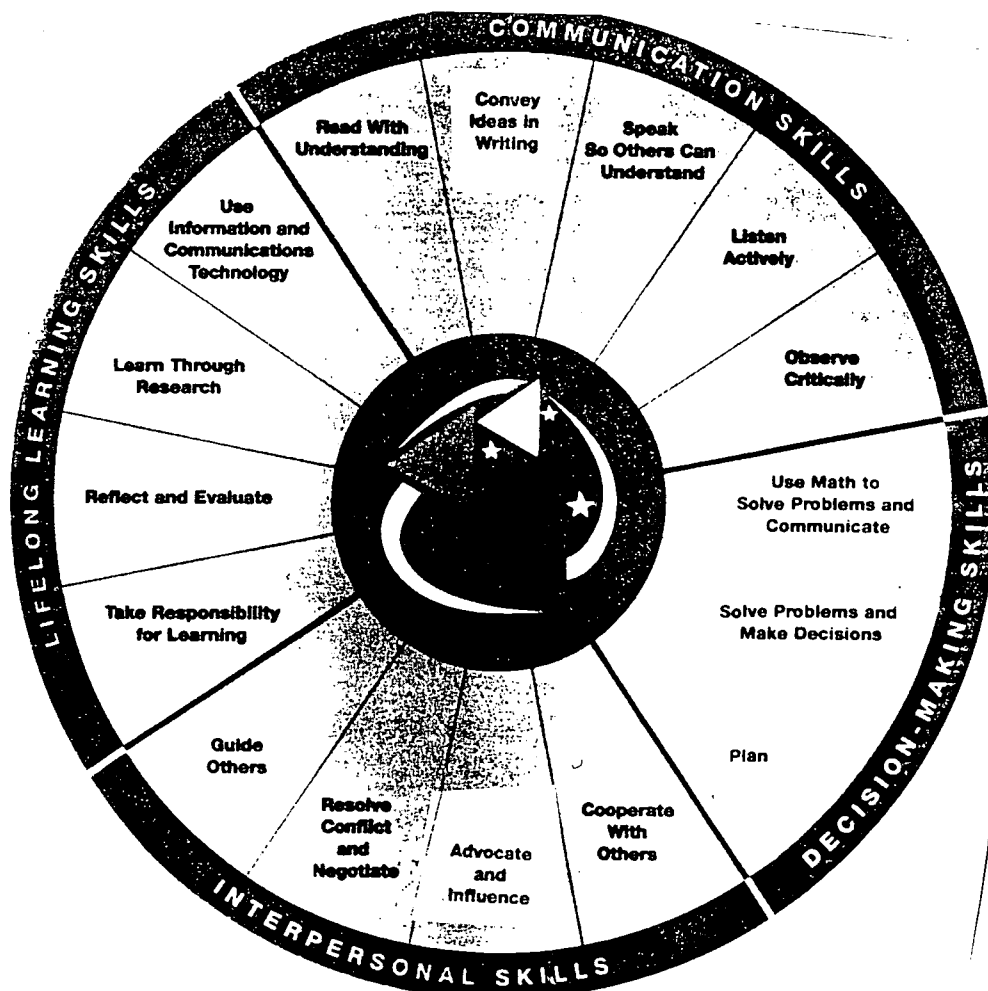 COMMUNICATION SKILLS
Read With
Understanding
Convey
Ideas in
Writing
Speak
So Others Can
Understand
Listen
Actively
Observe
Critically
DECISION-MAKING SKILLS
Use Math to
Solve Problems and
Communicate
Solve Problems and
Make Decisions
Plan
INTERPERSONAL SKILLS
Cooperate
With
Others
Advocate
and
Influence
Resolve
Conflict
and
Negotiate
Guide
Others
LIFELONG LEARNING SKILLS
Take Responsibility
for Learning
Reflect and Evaluate
Learn Through
Research
Use
Information and
Communications
Technology